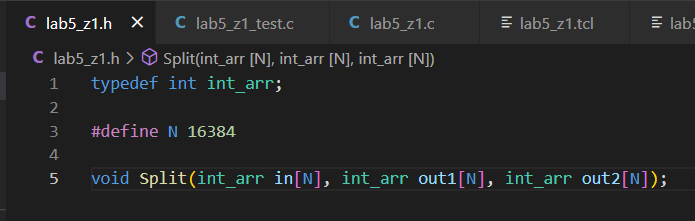 C lab5_z1.h × C lab5_z1_test.c C lab5_z1.c lab5_z1.tcl
C lab5_z1.h > Split(int_arr [N], int_arr [N], int_arr [N])
1 typedef int int_arr;
2
3 #define N 16384
4
5 void Split(int_arr in[N], int_arr out1[N], int_arr out2[N]);